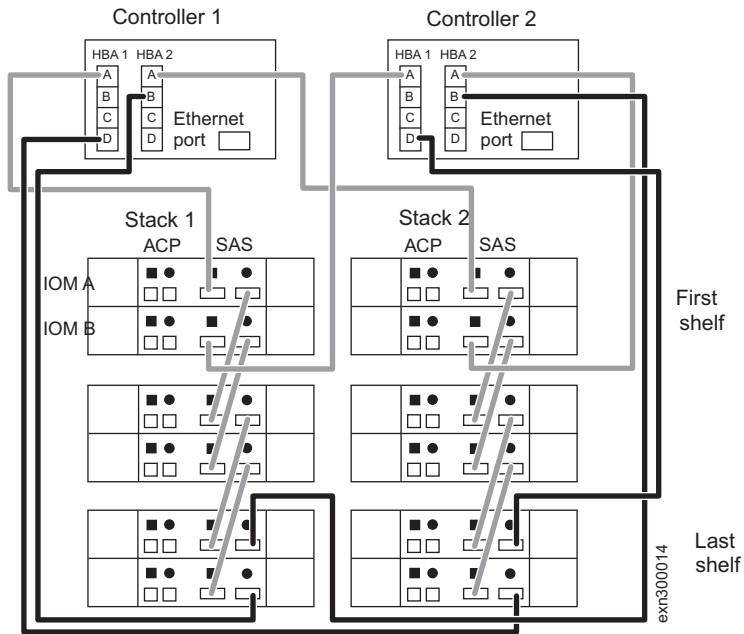 Controller 1
Controller 2
HBA 1 HBA 2
HBA 1 HBA 2
A A
A A
B B
B B
C C
C C
D D
D D
Ethernet
port
Ethernet
port
Stack 1
Stack 2
ACP SAS
ACP SAS
IOM A
IOM B
First
shelf
Last
shelf
exn300014